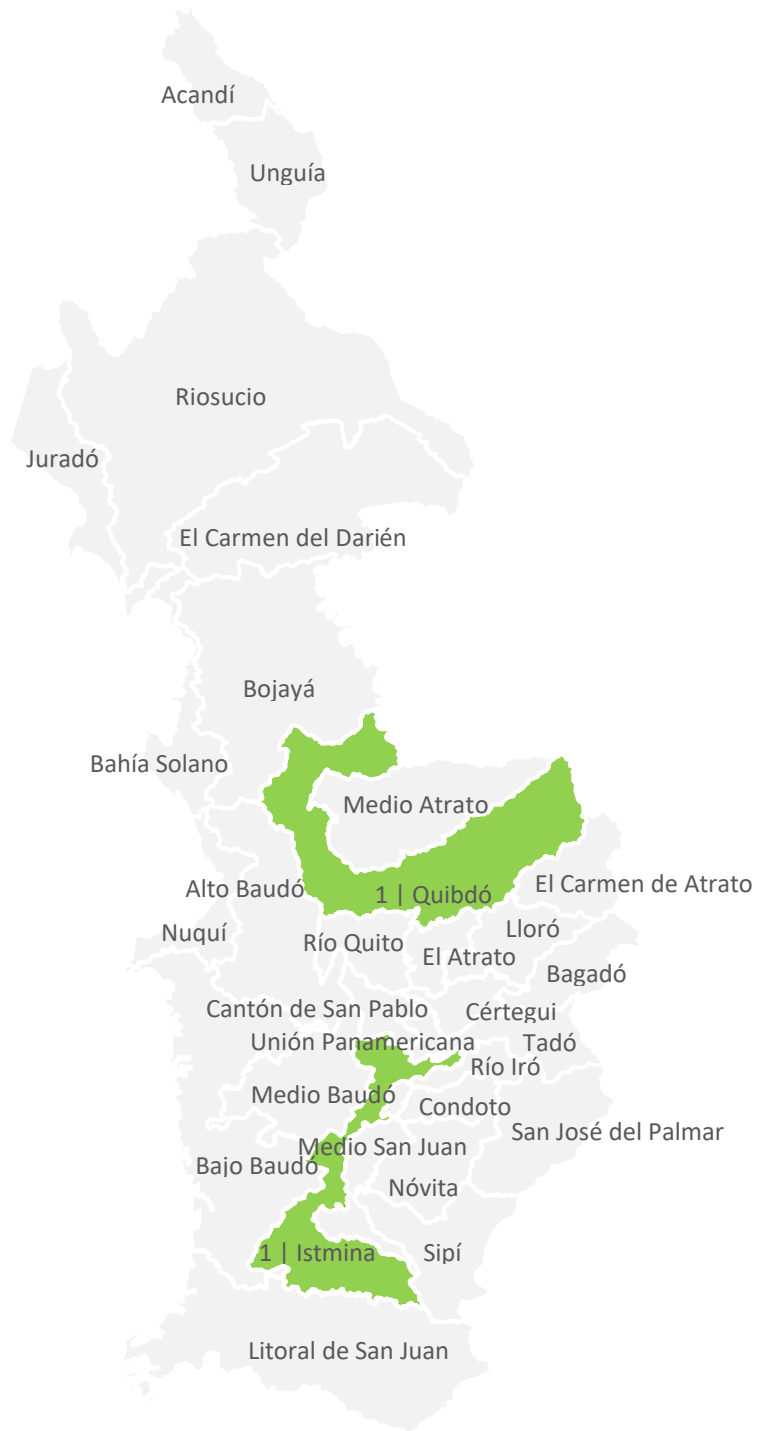 Acandí
Unguía
Riosucio
Juradó
El Carmen del Darién
Bojayá
Bahía Solano
Medio Atrato
Alto Baudó
1 | Quibdó
El Carmen de Atrato
Nuquí
Río Quito
Lloró
El Atrato
Bagadó
Cantón de San Pablo
Cértegui
Unión Panamericana
Tadó
Río Iró
Medio Baudó
Condoto
San José del Palmar
Medio San Juan
Bajo Baudó
Nóvita
1 | Istmina
Sipí
Litoral de San Juan